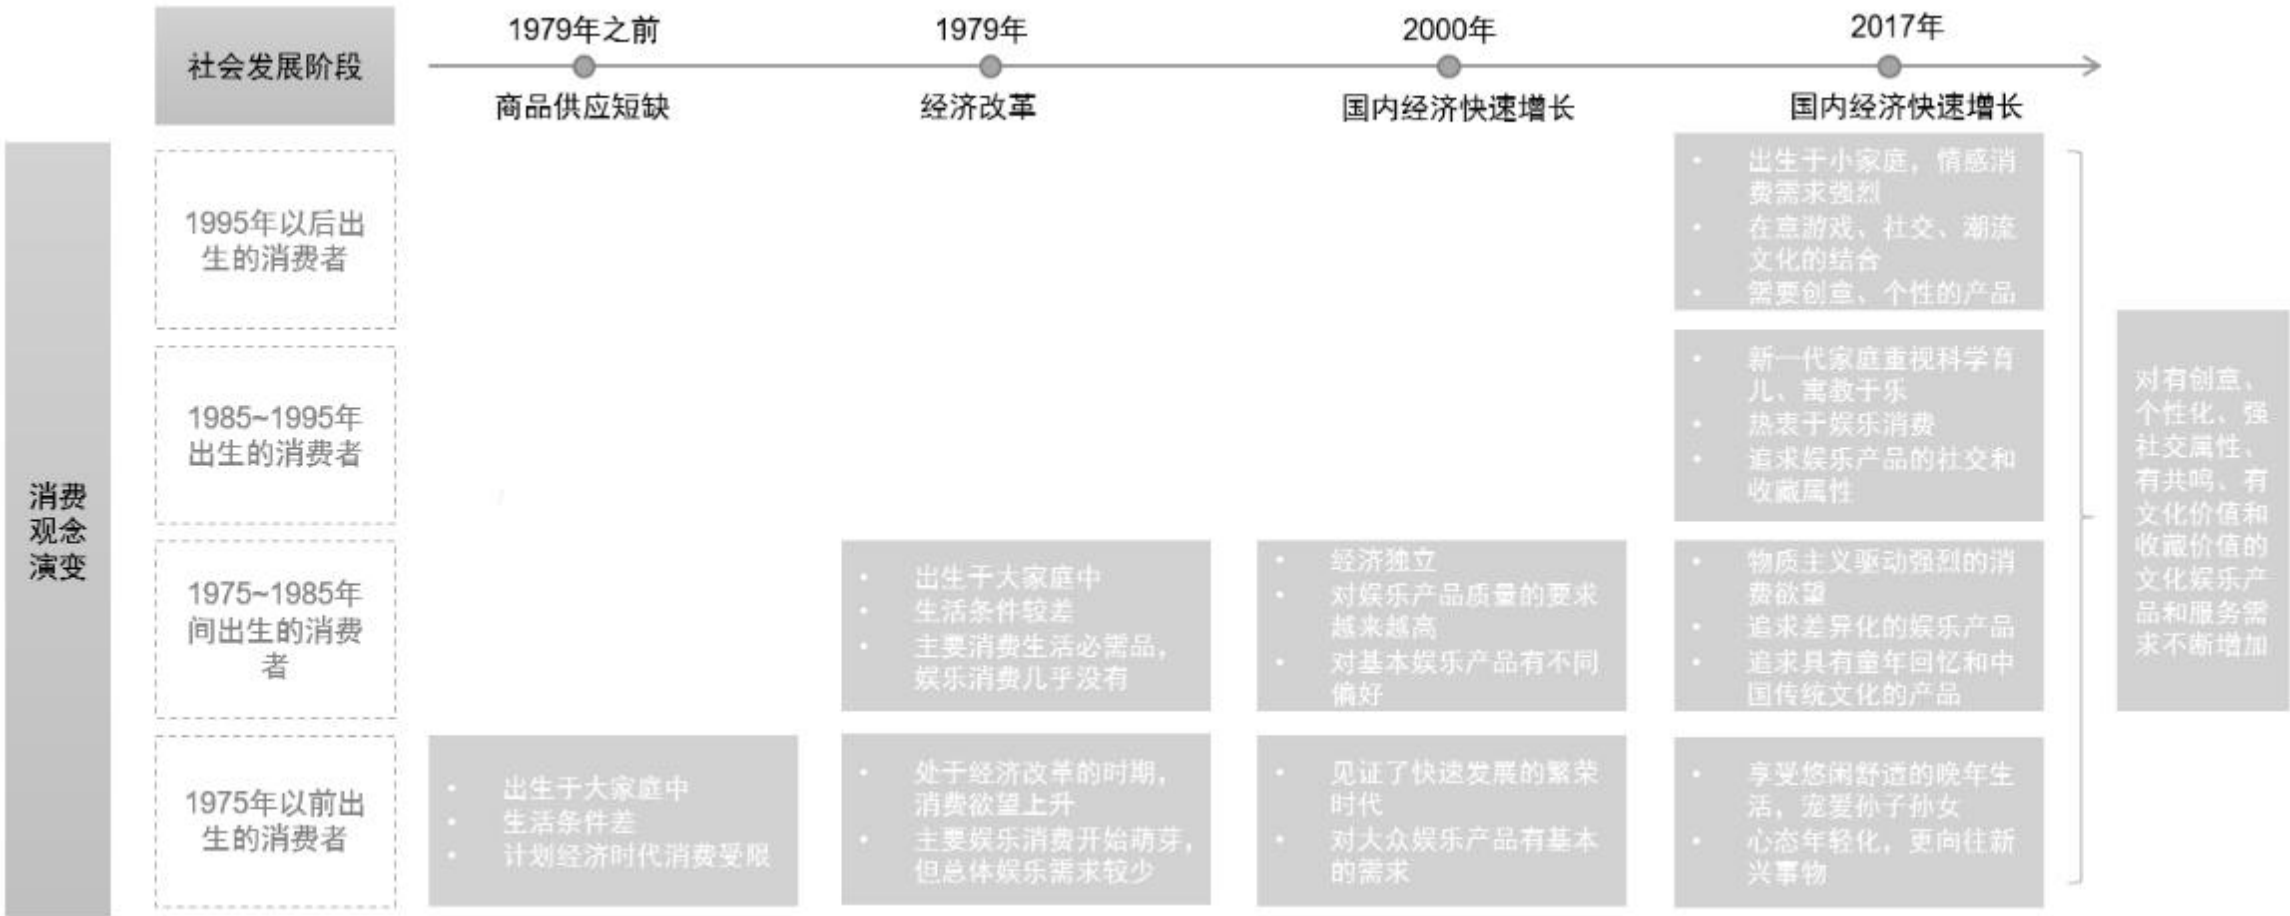 社会发展阶段
1979年之前
1979年
2000年
2017年
商品供应短缺
经济改革
国内经济快速增长
国内经济快速增长
消费
观念
演变
1995年以后出
生的消费者
• 出生于小家庭，情感消
费需求强烈
• 在意游戏、社交、潮流
文化的结合
• 需要创意、个性的产品
1985~1995年
出生的消费者
• 新一代家庭重视科学育
儿、寓教于乐
• 热衷于娱乐消费
• 追求娱乐产品的社交和
收藏属性
1975~1985年
间出生的消费
者
• 出生于大家庭中
• 生活条件较差
• 主要消费生活必需品，
娱乐消费几乎没有
• 经济独立
• 对娱乐产品质量的要求
越来越高
• 对基本娱乐产品有不同
偏好
• 物质主义驱动强烈的消
费欲望
• 追求差异化的娱乐产品
• 追求具有童年回忆和中
国传统文化的产品
1975年以前出
生的消费者
• 出生于大家庭中
• 生活条件差
• 计划经济时代消费受限
• 处于经济改革的时期，
消费欲望上升
• 主要娱乐消费开始萌芽，
但总体娱乐需求较少
• 见证了快速发展的繁荣
时代
• 对大众娱乐产品有基本
的需求
• 享受悠闲舒适的晚年生
活，宠爱孙子孙女
• 心态年轻化，更向往新
兴事物
对有创意、
个性化、强
社交属性、
有共鸣、有
文化价值和
收藏价值的
文化娱乐产
品和服务需
求不断增加